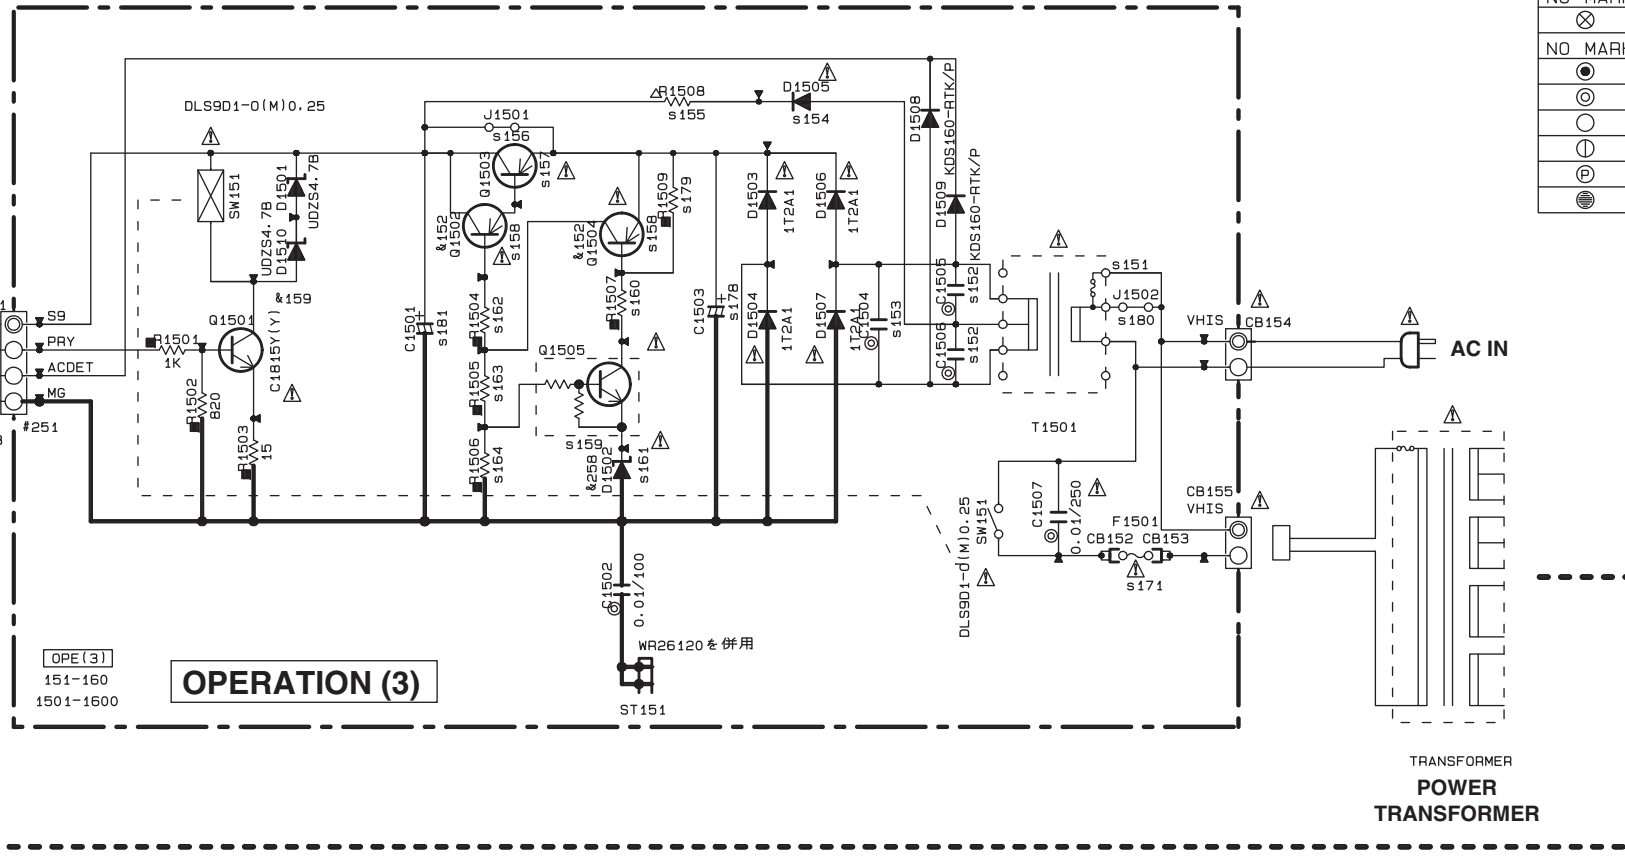 NO MARK
NO MARK
DLS9D1-O(M)0.25
SW151
UDZS4.7B
D1510
D1501
UDZS4.7B
&159
Q1501
C1815Y(Y)
S9
PRY
ACDET
MG
#251
R1501
1K
R1502
820
R1503
15
R1508
s155
D1505
s154
J1501
s156
Q1503
s157
&152
Q1502
s158
&152
Q1504
s158
R1509
s179
R1504
s162
R1507
s160
C1501
s181
R1505
s163
Q1505
s159
R1506
s164
&258
D1502
s161
C1503
s178
D1503
1T2A1
D1506
1T2A1
D1504
1T2A1
D1507
1T2A1
C1504
s153
D1508
KDS160-RTK/P
D1509
KDS160-RTK/P
C1505
s152
C1506
s152
s151
J1502
s180
T1501
VHIS
CB154
AC IN
DLS9D1-d(M)0.25
SW151
C1507
0.01/250
F1501
CB152 CB153
s171
CB155
VHIS
C1502
0.01/100
WR26120を併用
ST151
OPE(3)
151-160
1501-1600
OPERATION (3)
TRANSFORMER
POWER
TRANSFORMER
P